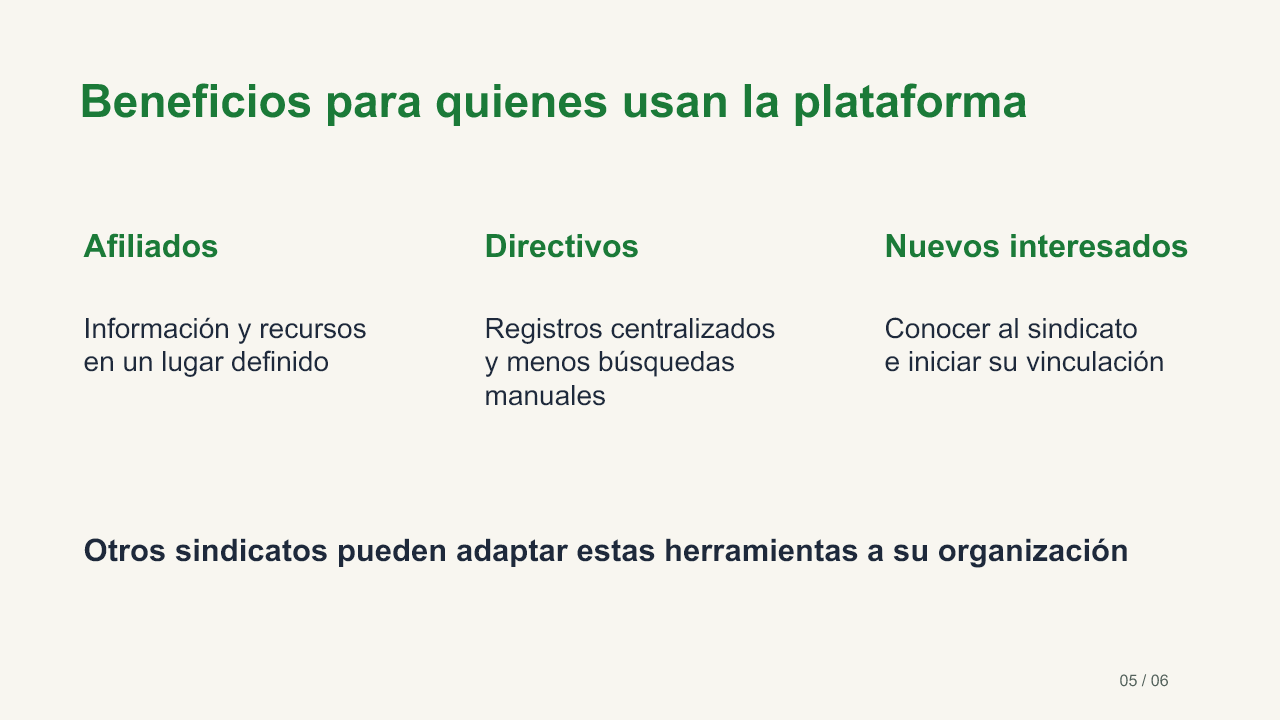 Beneficios para quienes usan la plataforma
Afiliados
Información y recursos
en un lugar definido
Directivos
Registros centralizados
y menos búsquedas
manuales
Nuevos interesados
Conocer al sindicato
e iniciar su vinculación
Otros sindicatos pueden adaptar estas herramientas a su organización
05 / 06